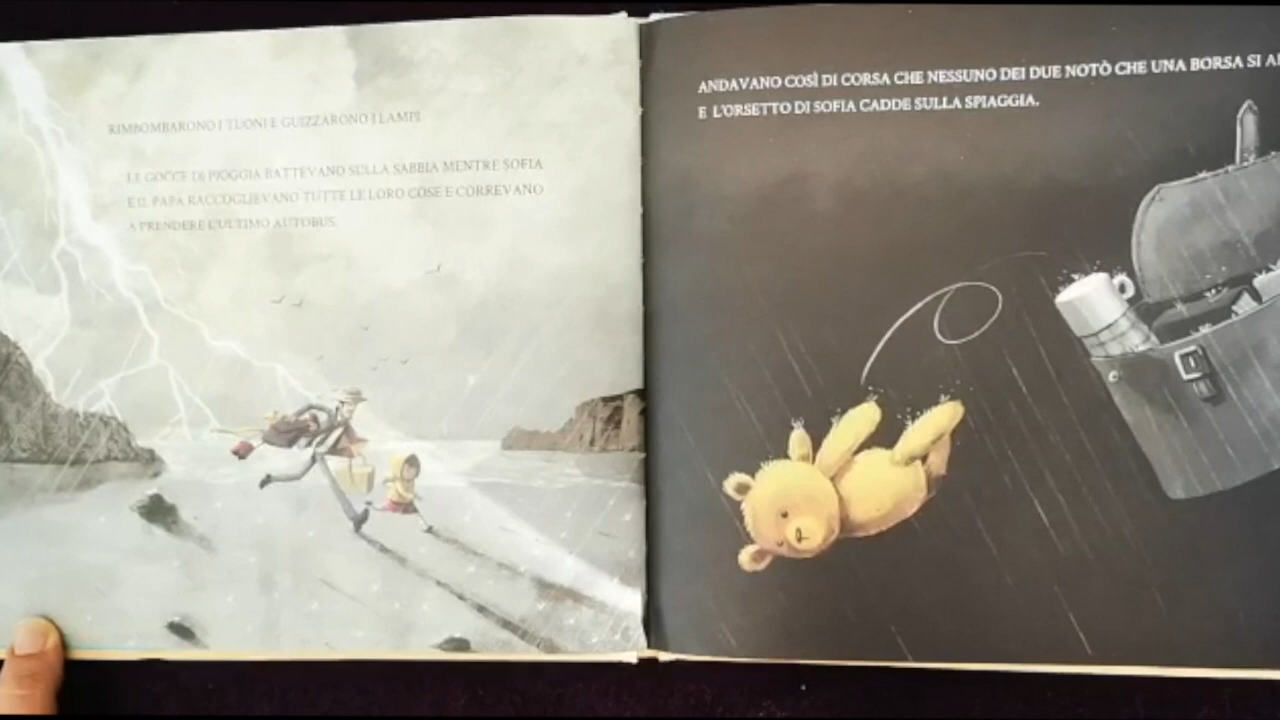 RIMBOMBARONO I TUONI E GUIZZARONO I LAMPI.
LE GOCCE DI PIOGGIA BATTEVANO SULLA SABBIA MENTRE SOFIA
E IL PAPÀ RACCOGLIEVANO TUTTE LE LORO COSE E CORREVANO
A PRENDERE L'ULTIMO AUTOBUS.
ANDAVANO COSÌ DI CORSA CHE NESSUNO DEI DUE NOTÒ CHE UNA BORSA SI
E L'ORSETTO DI SOFIA CADDE SULLA SPIAGGIA.